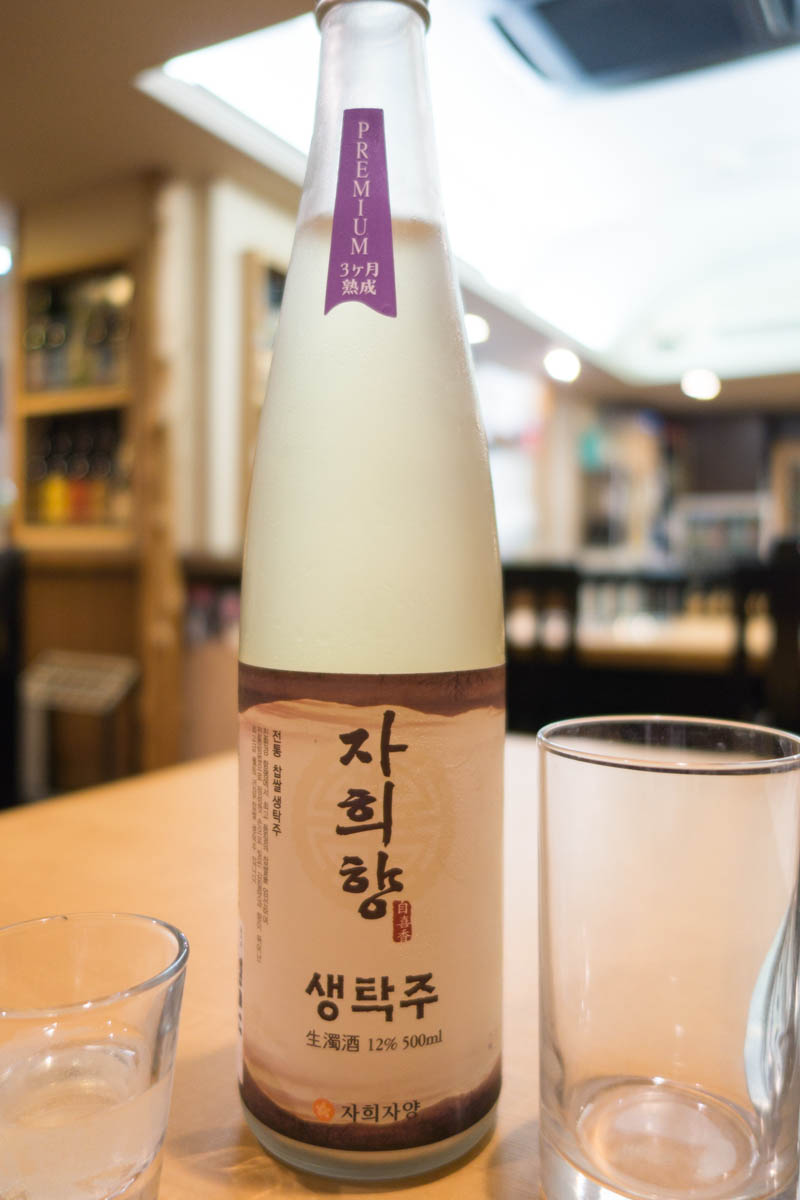 PREMIUM
3ケ月
熟成
자희향
自喜香
전통 찹쌀 생탁주
생탁주
生濁酒 12% 500ml
자희자양